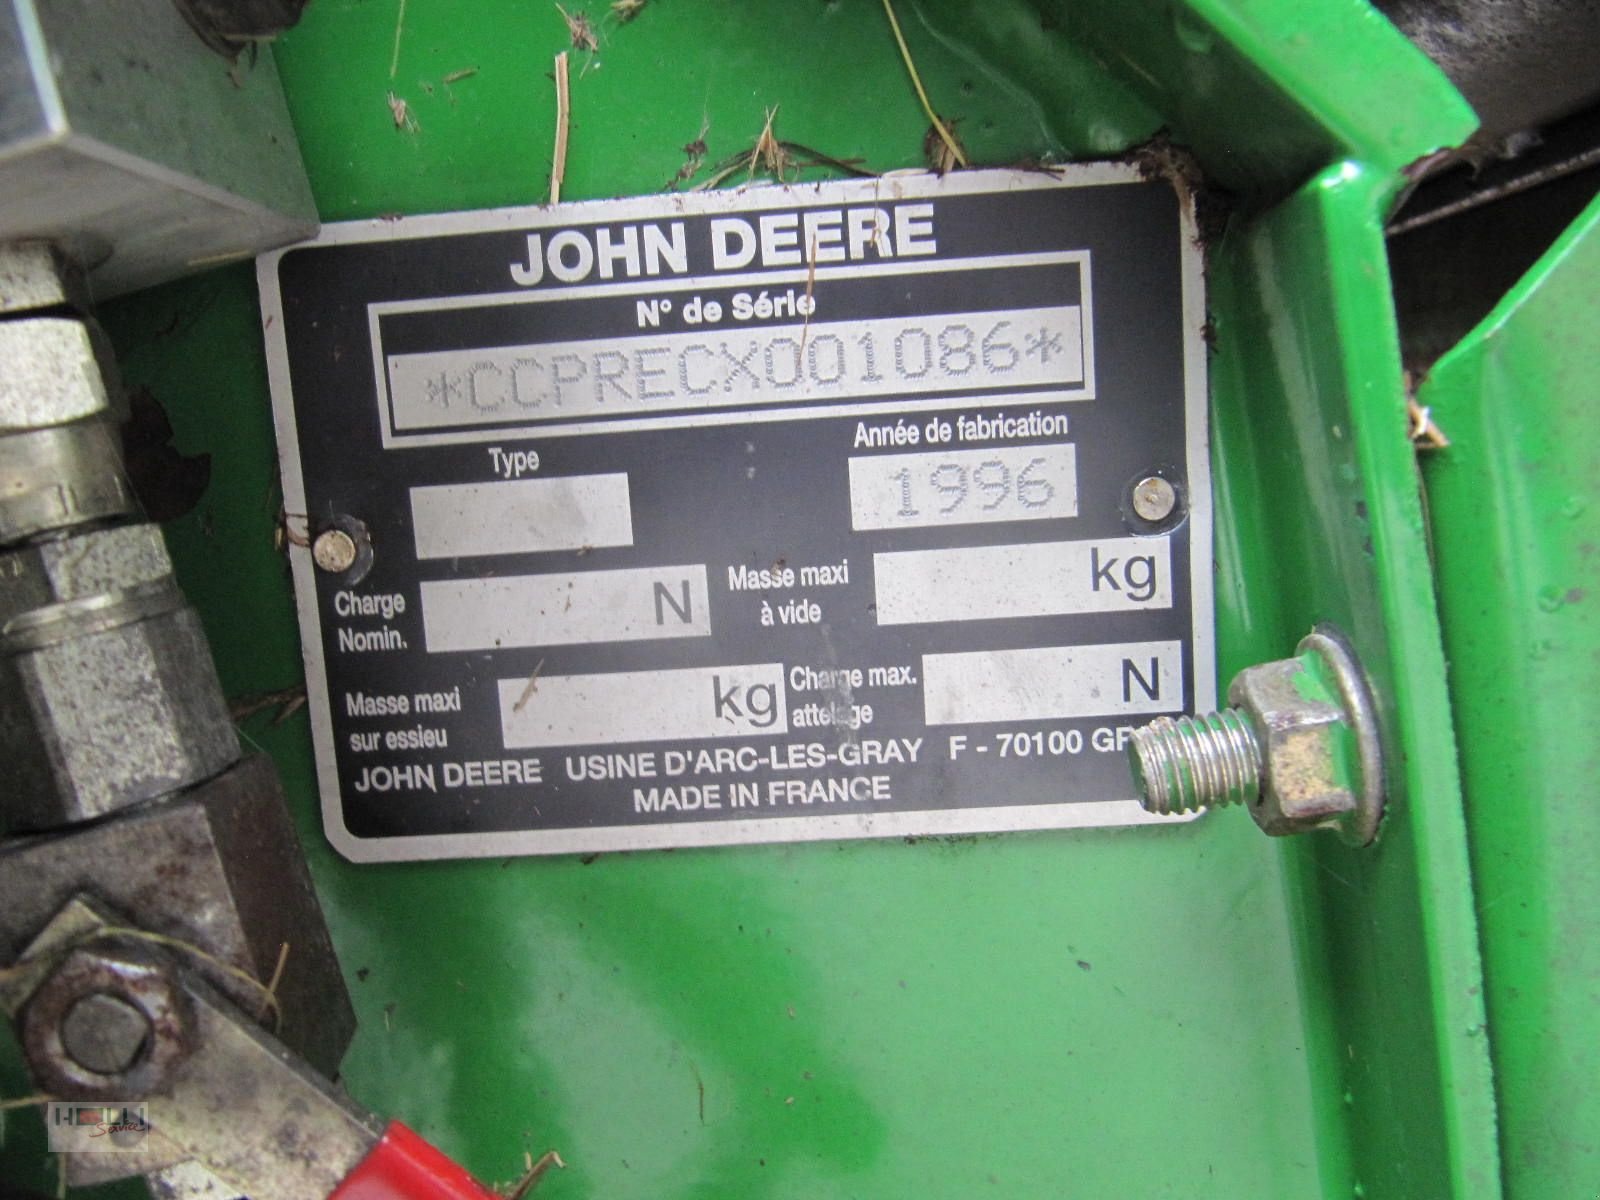 JOHN DEERE
N° de Série
*CCPRECX001086*
Type
Année de fabrication
1996
Charge Nomin.
N
Masse maxi à vide
kg
Masse maxi sur essieu
kg
Charge max. attelage
N
JOHN DEERE USINE D'ARC-LES-GRAY F - 70100
MADE IN FRANCE
Service